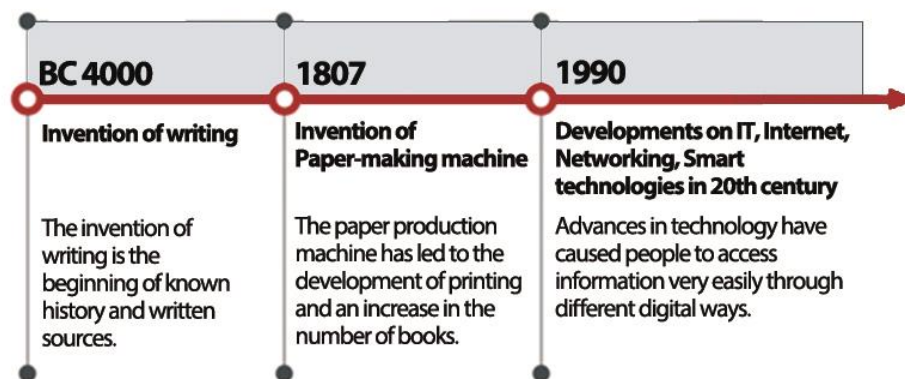 BC 4000
Invention of writing
The invention of
writing is the
beginning of known
history and written
sources.
1807
Invention of
Paper-making machine
The paper production
machine has led to the
development of printing
and an increase in the
number of books.
1990
Developments on IT, Internet,
Networking, Smart
technologies in 20th century
Advances in technology have
caused people to access
information very easily through
different digital ways.